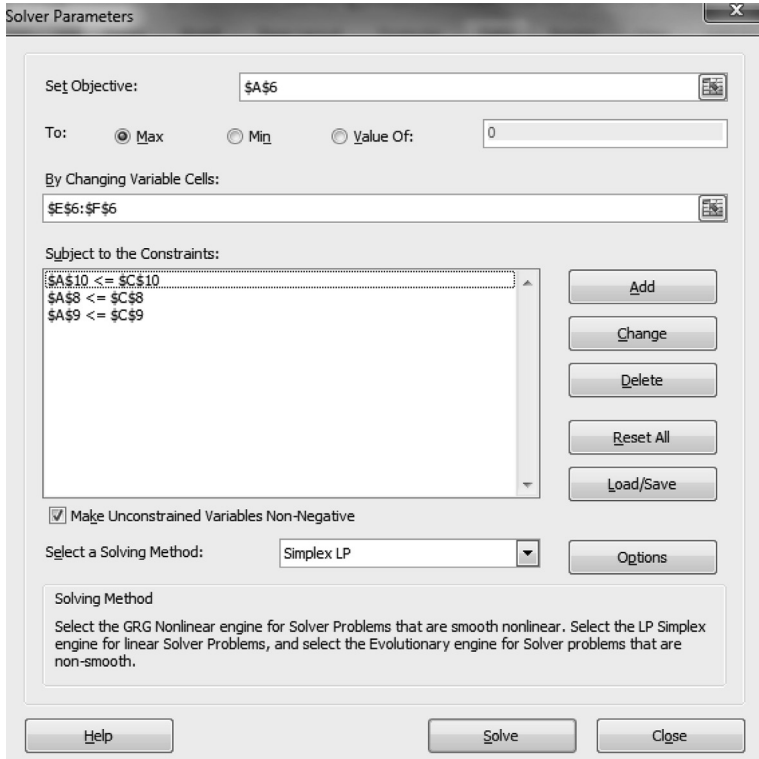 Solver Parameters
X
Set Objective: $A$6
To: Max Min Value Of: 0
By Changing Variable Cells:
$E$6:$F$6
Subject to the Constraints:
$A$10 <= $C$10
$A$8 <= $C$8
$A$9 <= $C$9
Add
Change
Delete
Reset All
Load/Save
Make Unconstrained Variables Non-Negative
Select a Solving Method: Simplex LP Options
Solving Method
Select the GRG Nonlinear engine for Solver Problems that are smooth nonlinear. Select the LP Simplex
engine for linear Solver Problems, and select the Evolutionary engine for Solver problems that are
non-smooth.
Help Solve Close